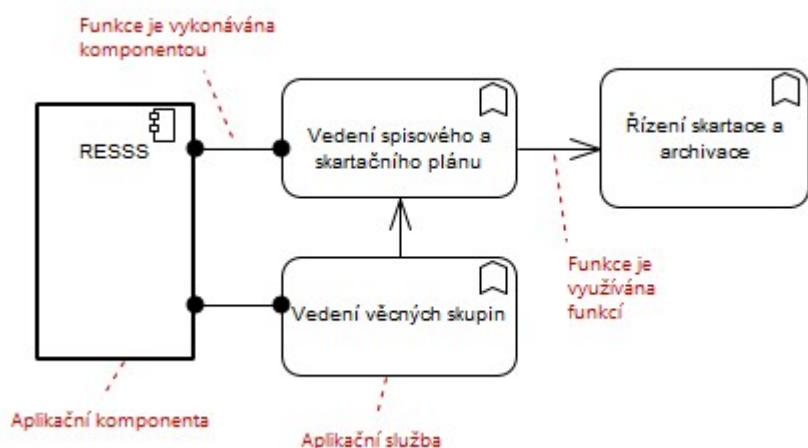 Funkce je vykonávána
komponentou
RESSS
Vedení spisového a
skartačního plánu
Řízení skartace a
archivace
Vedení věcných skupin
Funkce je
využívána
funkcí
Aplikační komponenta
Aplikační služba